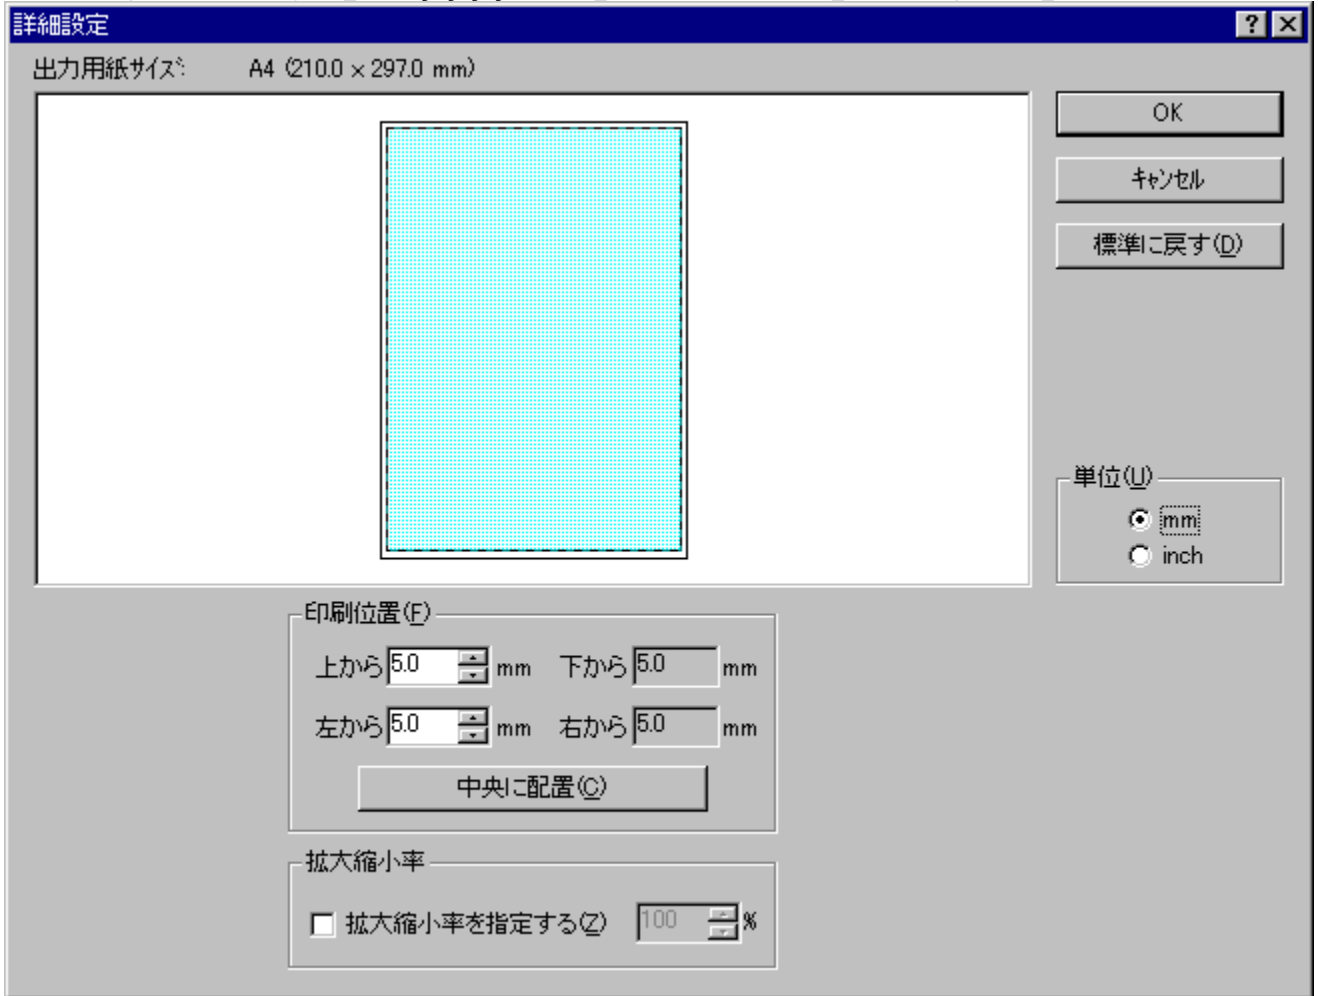 詳細設定
出力用紙サイズ: A4 (210.0 × 297.0 mm)
OK
キャンセル
標準に戻す(D)
単位(U)
mm
inch
印刷位置(F)
上から 5.0 mm 下から 5.0 mm
左から 5.0 mm 右から 5.0 mm
中央に配置(C)
拡大縮小率
拡大縮小率を指定する(Z) 100 %